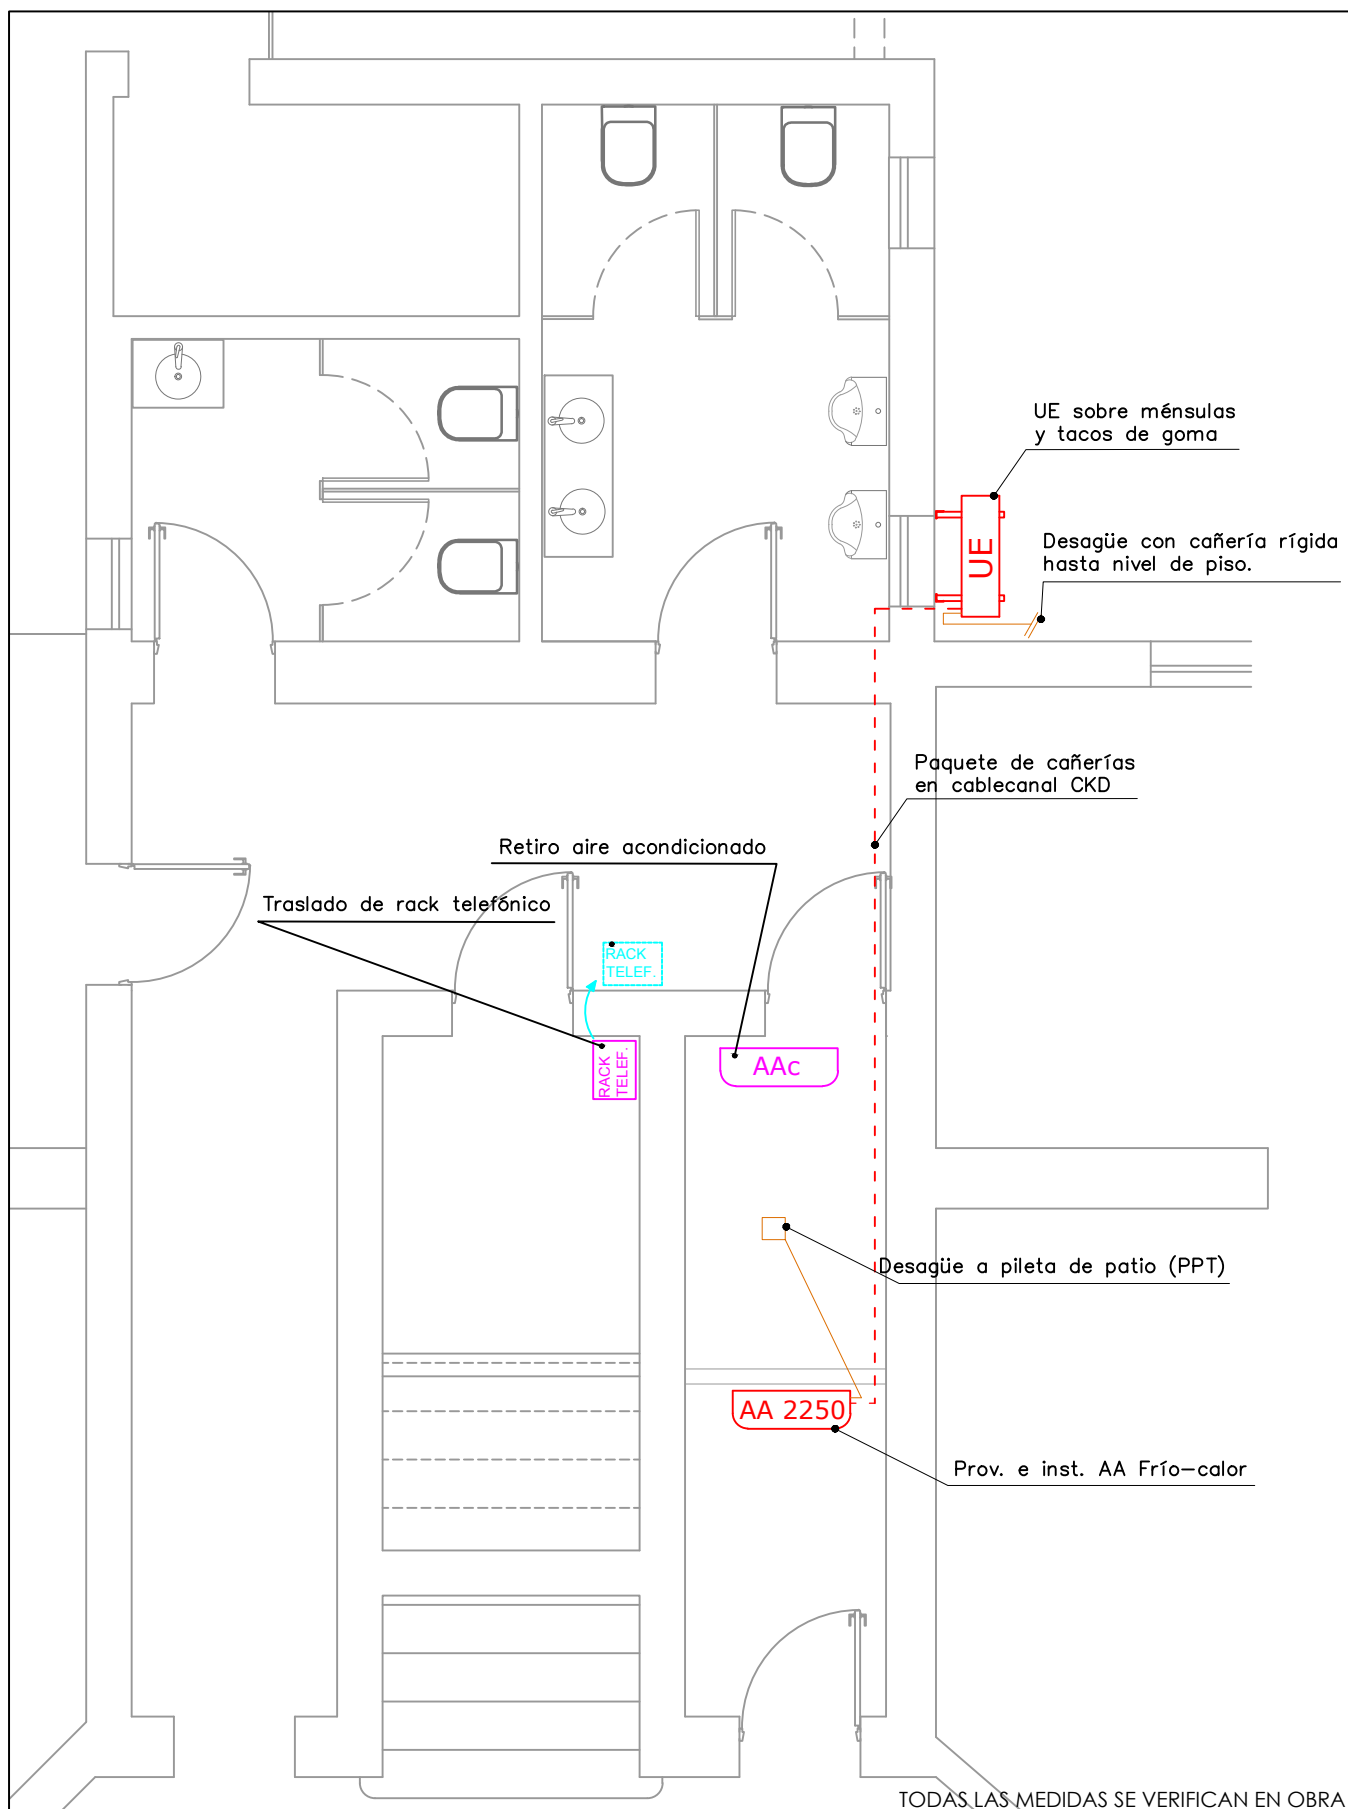 UE sobre ménsulas
y tacos de goma
UE
Desagüe con cañería rígida
hasta nivel de piso.
Paquete de cañerías
en cablecanal CKD
Retiro aire acondicionado
Traslado de rack telefónico
RACK
TELEF.
RACK
TELEF.
AAc
Desagüe a pileta de patio (PPT)
AA 2250
Prov. e inst. AA Frío-calor
TODAS LAS MEDIDAS SE VERIFICAN EN OBRA